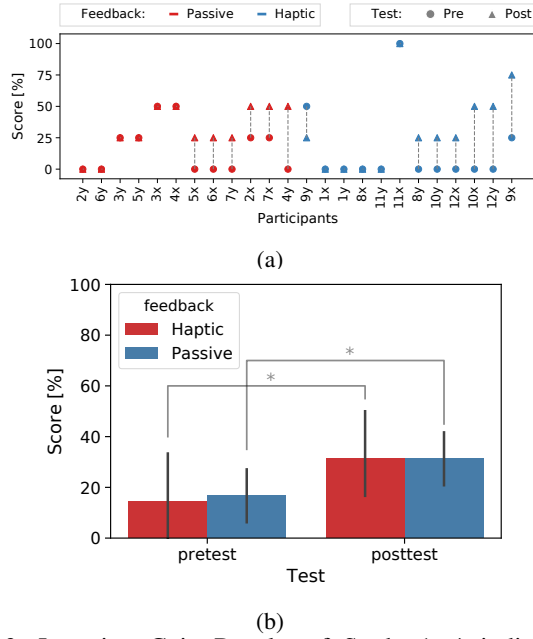 Feedback: Passive Haptic Test: Pre Post
100
75
50
25
0
Score [%]
2y 6y 3y 5y 3x 4x 5x 6x 7y 2x 7x 4y 9y 1x 1y 8x 11y 11x 8y 10y 12x 10x 12y 9x
Participants
(a)
100
80
60
40
20
0
Score [%]
feedback
Haptic
Passive
*
*
pretest posttest
Test
(b)